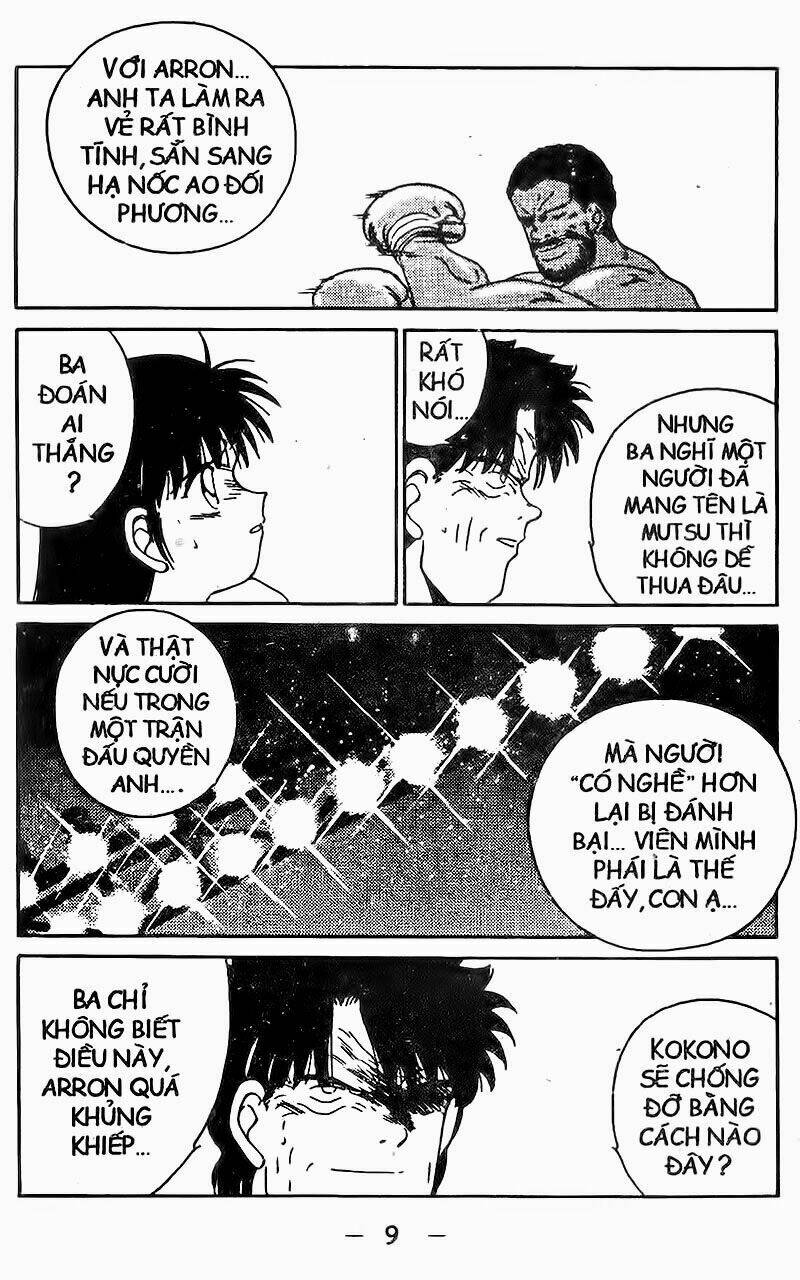 VỚI ARRON...
ANH TA LÀM RA
VẺ RẤT BÌNH
TĨNH, SẴN SANG
HẠ NỐC AO ĐỐI
PHƯƠNG...
BA
ĐOÁN
AI
THẮNG
?
RẤT
KHÓ
NÓI...
NHƯNG
BA NGHĨ MỘT
NGƯỜI ĐÃ
MANG TÊN LÀ
MUTSU THÌ
KHÔNG DỄ
THUA ĐÂU...
VÀ THẬT
NỰC CƯỜI
NẾU TRONG
MỘT TRẬN
ĐẤU QUYỀN
ANH....
MÀ NGƯỜI
"CÓ NGHỀ" HƠN
LẠI BỊ ĐÁNH
BẠI... VIÊN MÌNH
PHÁI LÀ THẾ
ĐẤY, CON Ạ...
BA CHỈ
KHÔNG BIẾT
ĐIỀU NÀY,
ARRON QUÁ
KHỦNG
KHIẾP...
KOKONO
SẼ CHỐNG
ĐỠ BẰNG
CÁCH NÀO
ĐÂY?
— 9 —